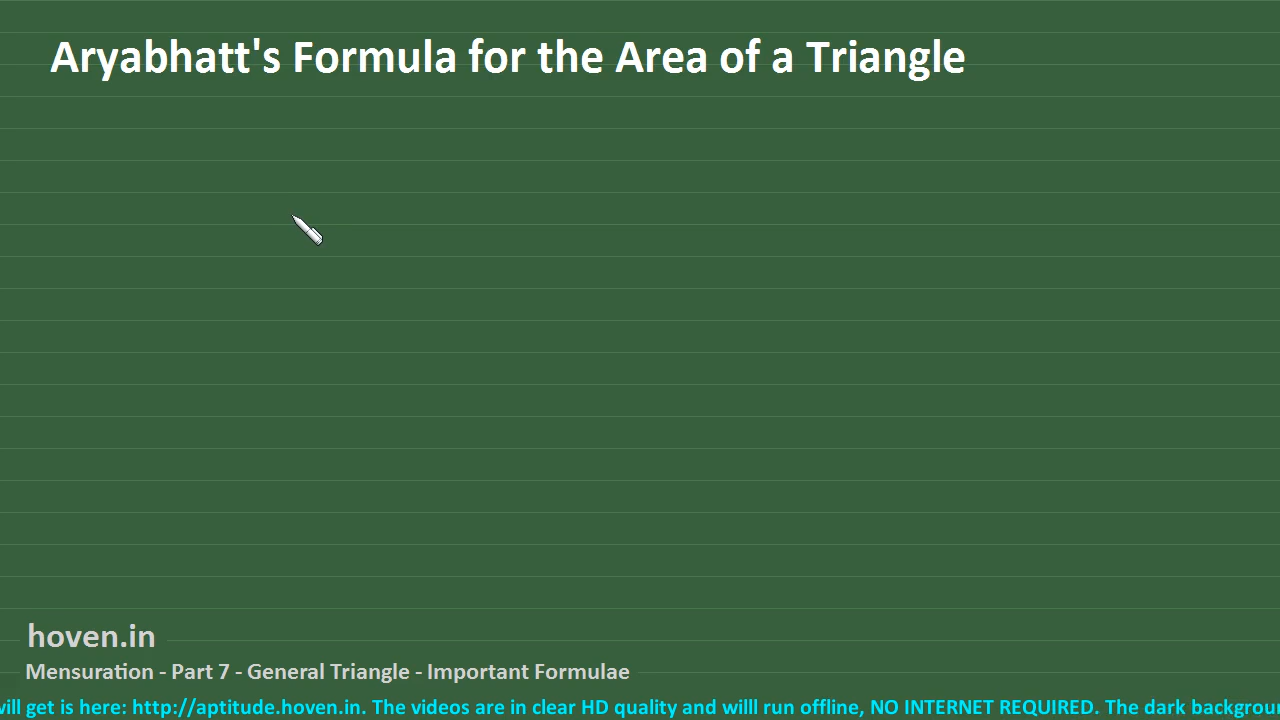 Aryabhatt's Formula for the Area of a Triangle
hoven.in
Mensuration - Part 7 - General Triangle - Important Formulae
will get is here: http://aptitude.hoven.in. The videos are in clear HD quality and willl run offline, NO INTERNET REQUIRED. The dark